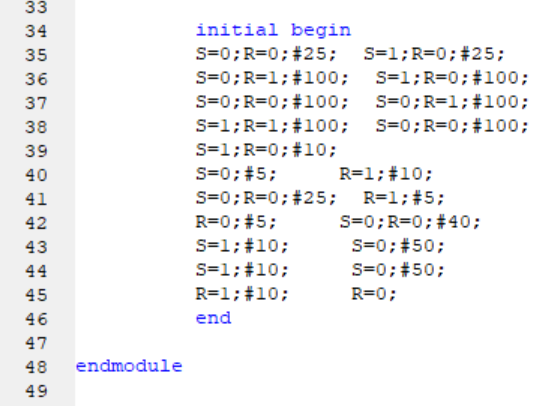 33
34 initial begin
35 S=0;R=0;#25; S=1;R=0;#25;
36 S=0;R=1;#100; S=1;R=0;#100;
37 S=0;R=0;#100; S=0;R=1;#100;
38 S=1;R=1;#100; S=0;R=0;#100;
39 S=1;R=0;#10;
40 S=0;#5; R=1;#10;
41 S=0;R=0;#25; R=1;#5;
42 R=0;#5; S=0;R=0;#40;
43 S=1;#10; S=0;#50;
44 S=1;#10; S=0;#50;
45 R=1;#10; R=0;
46 end
47
48 endmodule
49